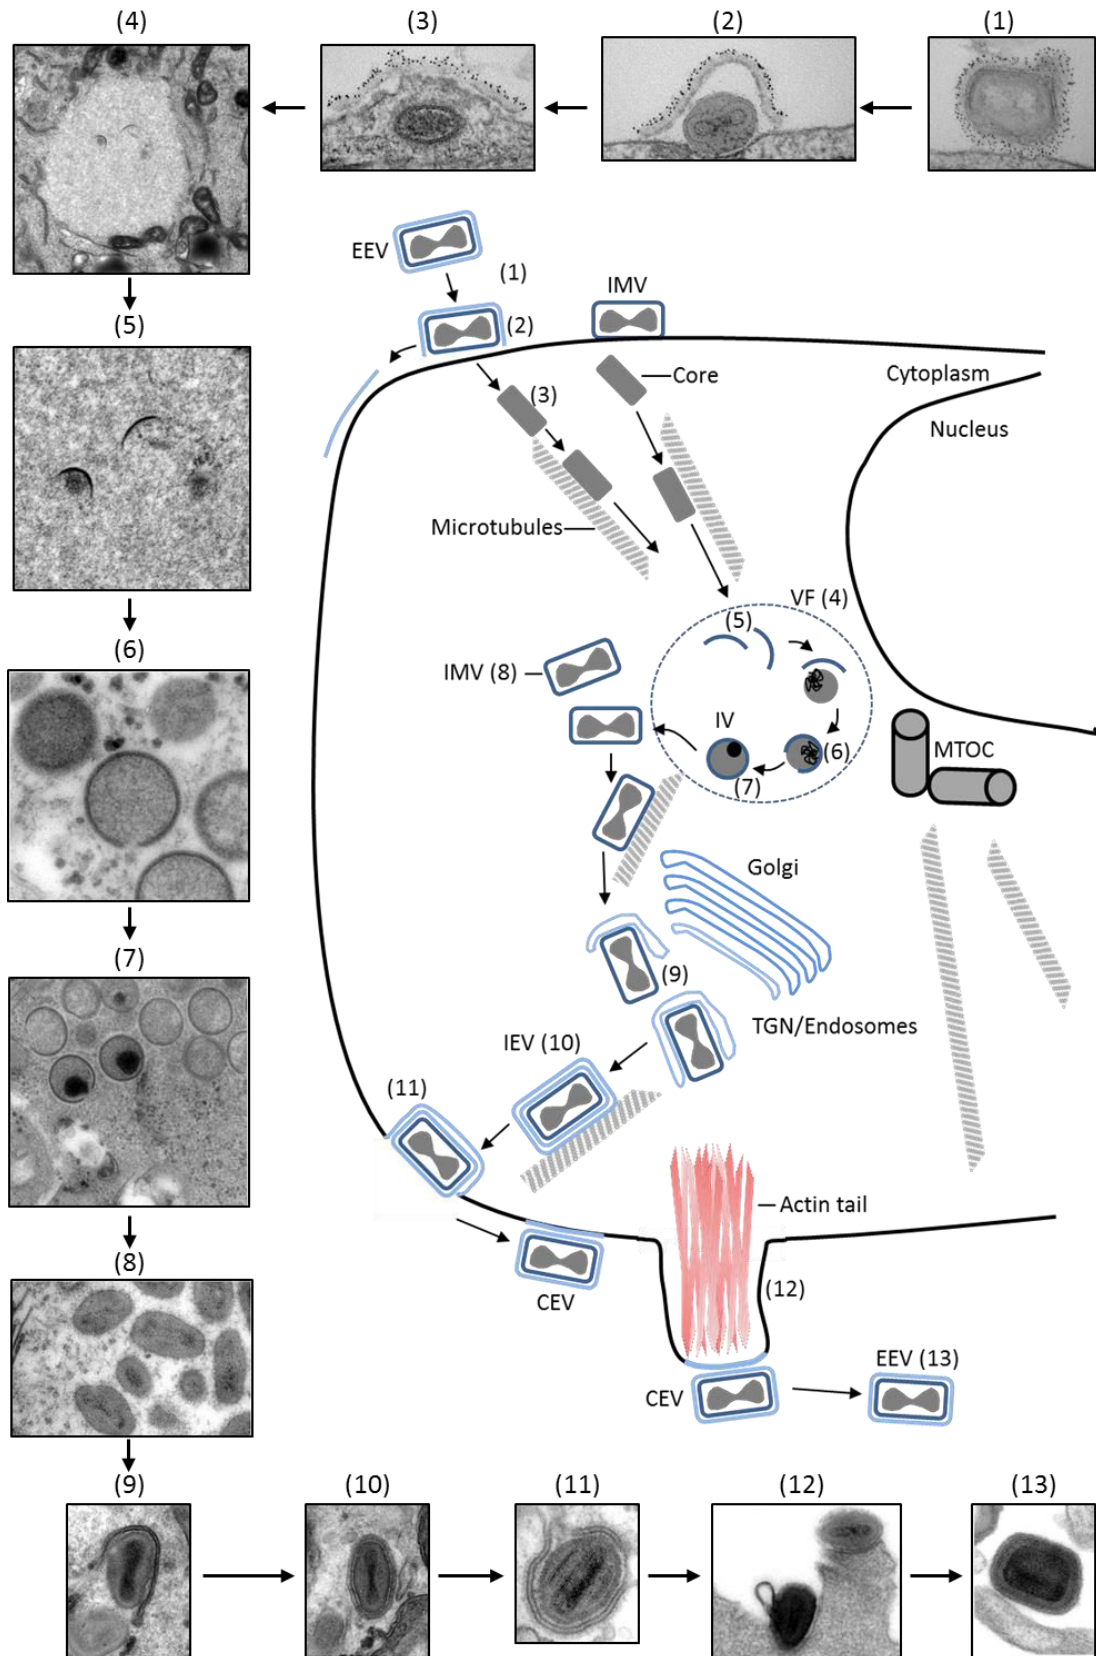 (4) (3) (2) (1)
EEV
(1)
IMV
(2)
(5)
Core
Cytoplasm
(3)
Nucleus
Microtubules
VF (4)
(5)
(6)
IMV (8)
IV
(6)
MTOC
(7)
Golgi
(7)
(9)
TGN/Endosomes
IEV (10)
(11)
Actin tail
(8)
(12)
CEV
EEV (13)
CEV
(9) (10) (11) (12) (13)